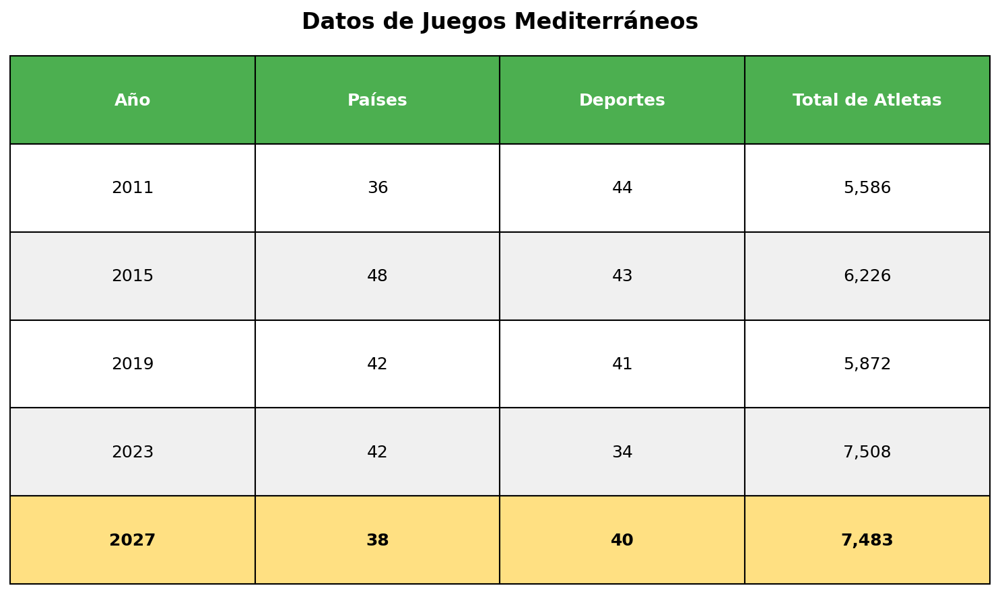 Datos de Juegos Mediterráneos
Año Países Deportes Total de Atletas
2011 36 44 5,586
2015 48 43 6,226
2019 42 41 5,872
2023 42 34 7,508
2027 38 40 7,483